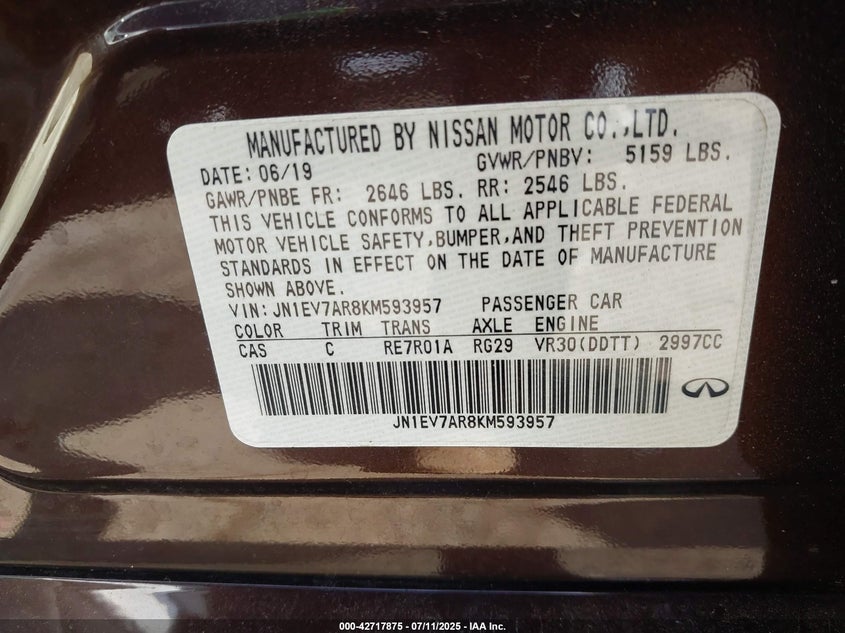 MANUFACTURED BY NISSAN MOTOR CO.,LTD.
DATE: 06/19 GVWR/PNBV: 5159 LBS.
GAWR/PNBE FR: 2646 LBS. RR: 2546 LBS.
THIS VEHICLE CONFORMS TO ALL APPLICABLE FEDERAL
MOTOR VEHICLE SAFETY,BUMPER,AND THEFT PREVENTION
STANDARDS IN EFFECT ON THE DATE OF MANUFACTURE
SHOWN ABOVE.
VIN:JN1EV7AR8KM593957 PASSENGER CAR
COLOR TRIM TRANS AXLE ENGINE
CAS C RE7R01A RG29 VR30(DDTT) 2997CC
JN1EV7AR8KM593957
000-42717875 - 07/11/2025 - IAA Inc.